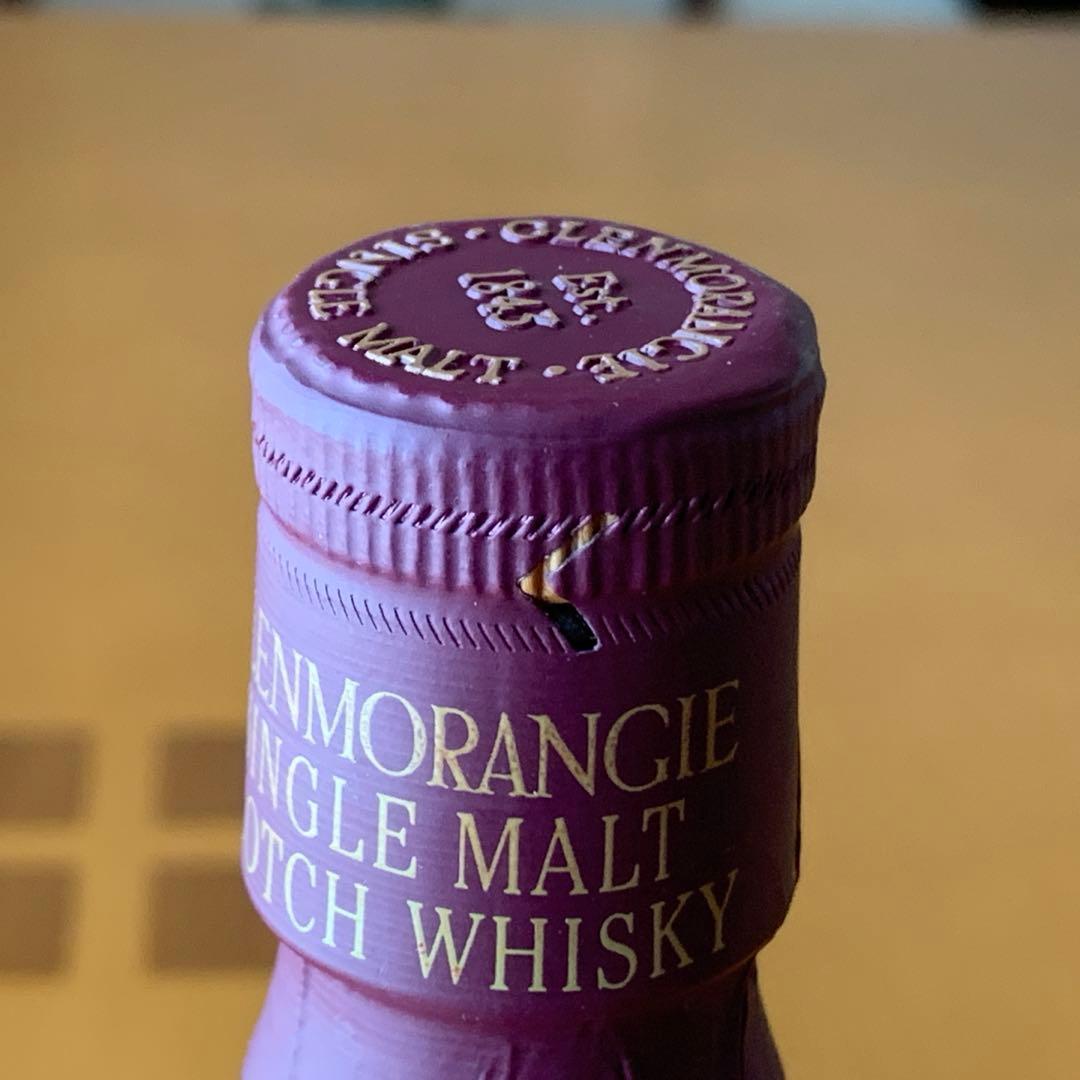 GLENMORANGIE · SINGLE MALT ·
Est.
1843
ENMORANGIE
INGLE MALT
OTCH WHISKY